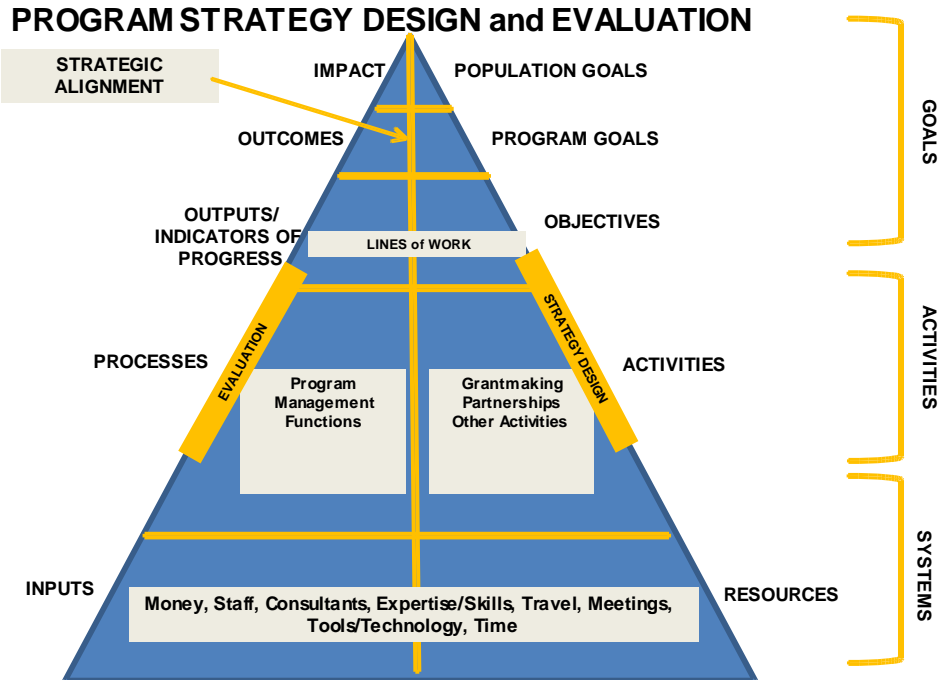 PROGRAM STRATEGY DESIGN and EVALUATION
STRATEGIC
ALIGNMENT
IMPACT
POPULATION GOALS
OUTCOMES
PROGRAM GOALS
GOALS
OUTPUTS/
INDICATORS OF
PROGRESS
OBJECTIVES
LINES of WORK
EVALUATION
STRATEGY DESIGN
PROCESSES
ACTIVITIES
ACTIVITIES
Program
Management
Functions
Grantmaking
Partnerships
Other Activities
SYSTEMS
INPUTS
RESOURCES
Money, Staff, Consultants, Expertise/Skills, Travel, Meetings,
Tools/Technology, Time